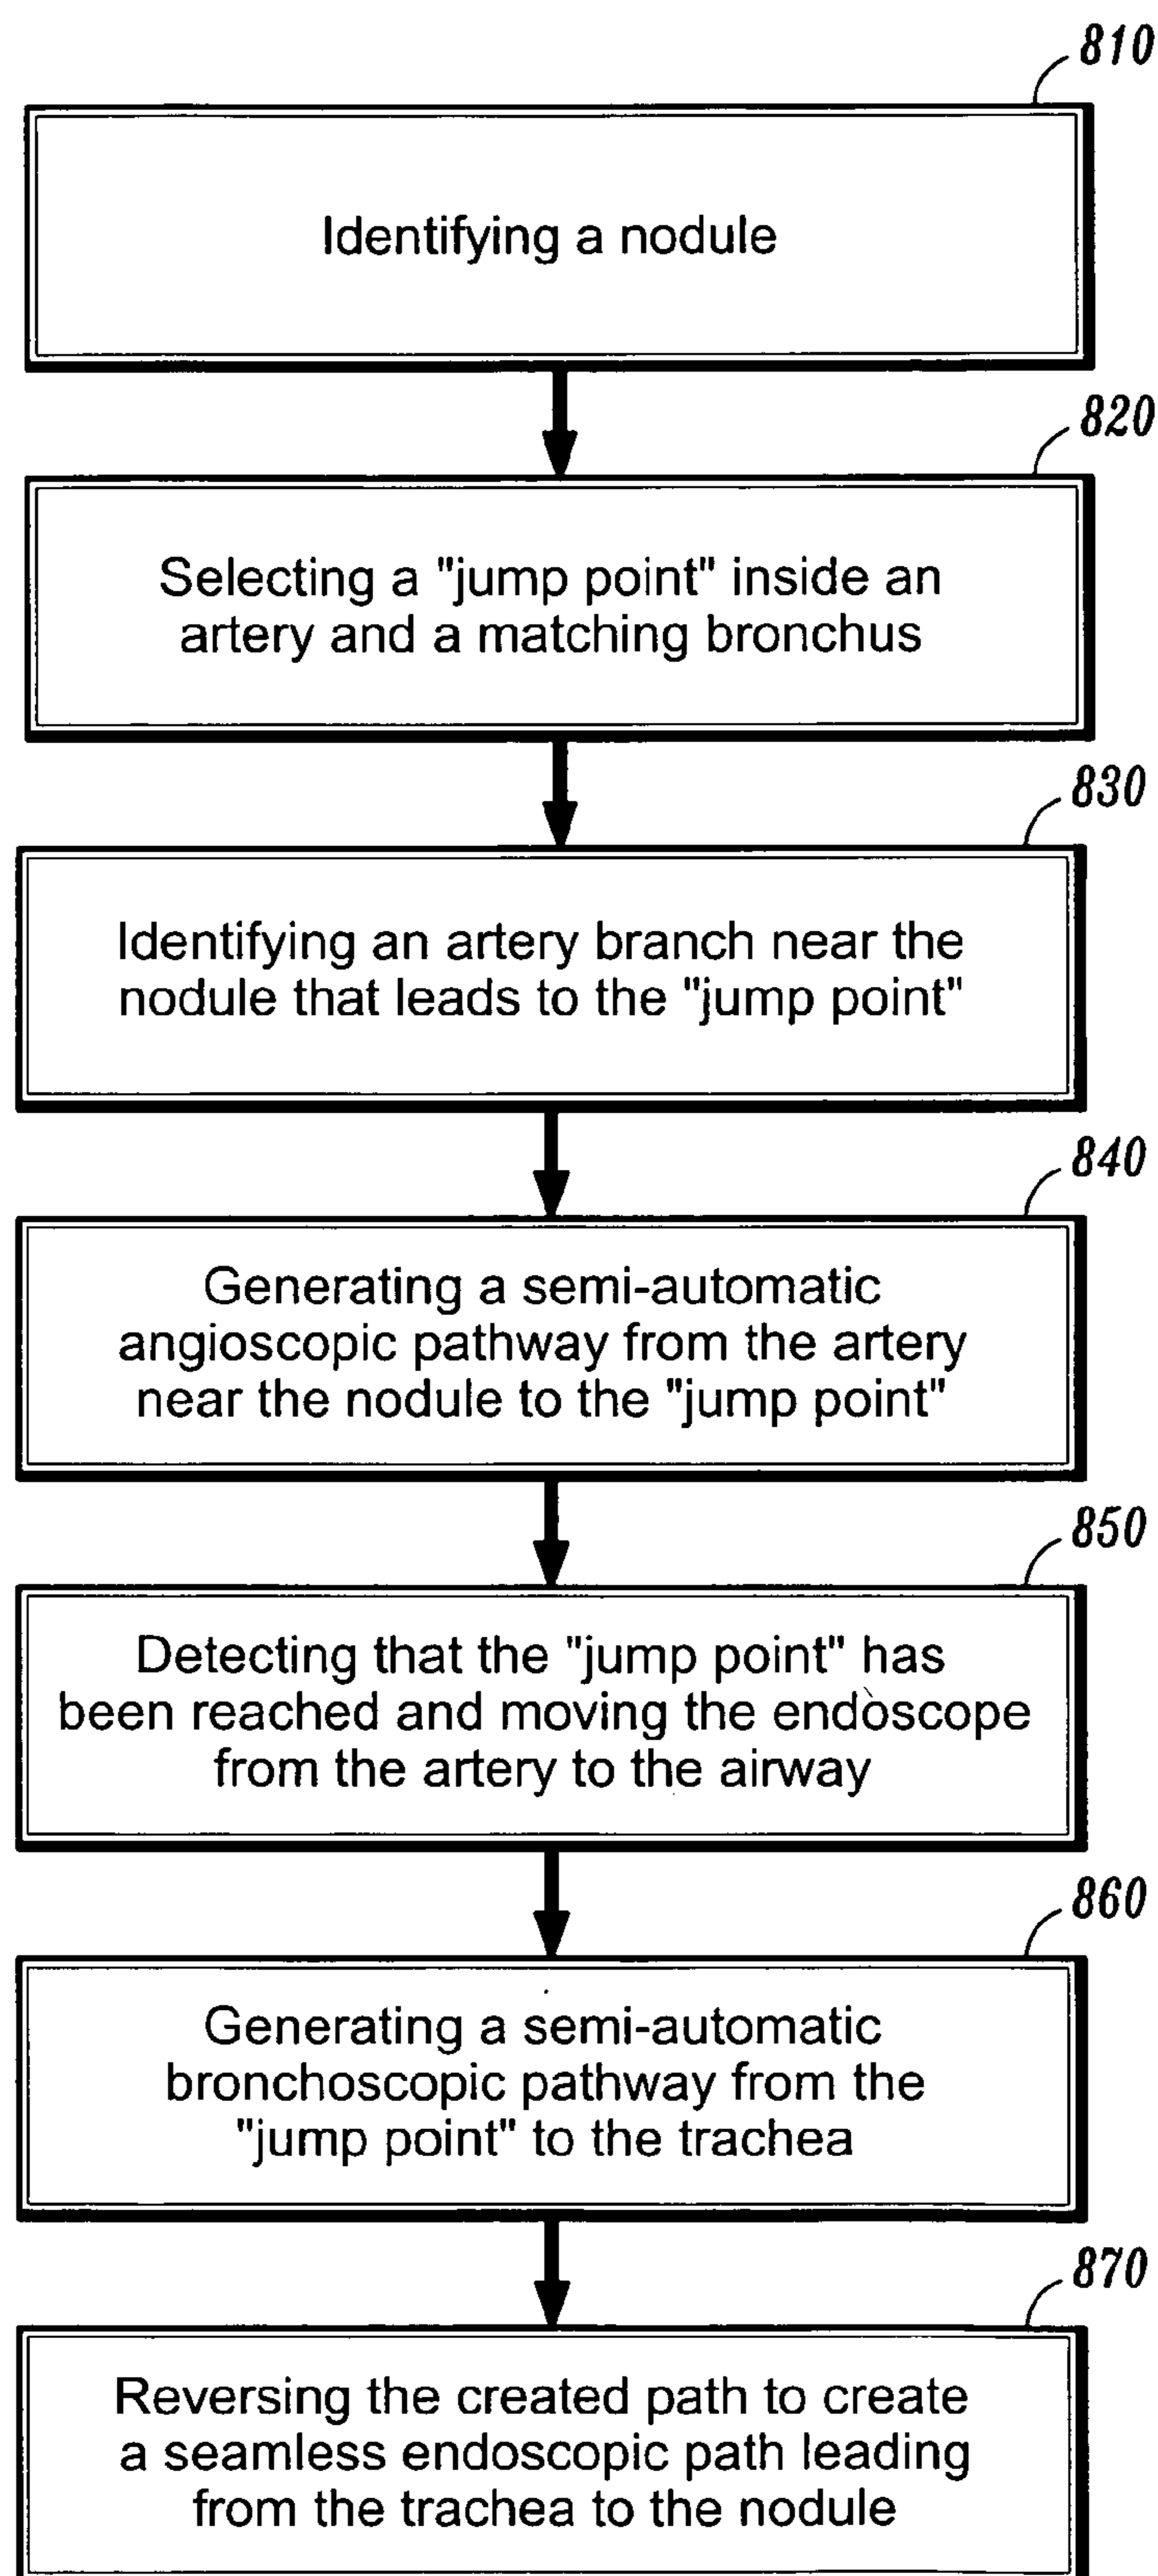 810
Identifying a nodule
820
Selecting a "jump point" inside an
artery and a matching bronchus
830
Identifying an artery branch near the
nodule that leads to the "jump point"
840
Generating a semi-automatic
angioscopic pathway from the artery
near the nodule to the "jump point"
850
Detecting that the "jump point" has
been reached and moving the endoscope
from the artery to the airway
860
Generating a semi-automatic
bronchoscopic pathway from the
"jump point" to the trachea
870
Reversing the created path to create
a seamless endoscopic path leading
from the trachea to the nodule